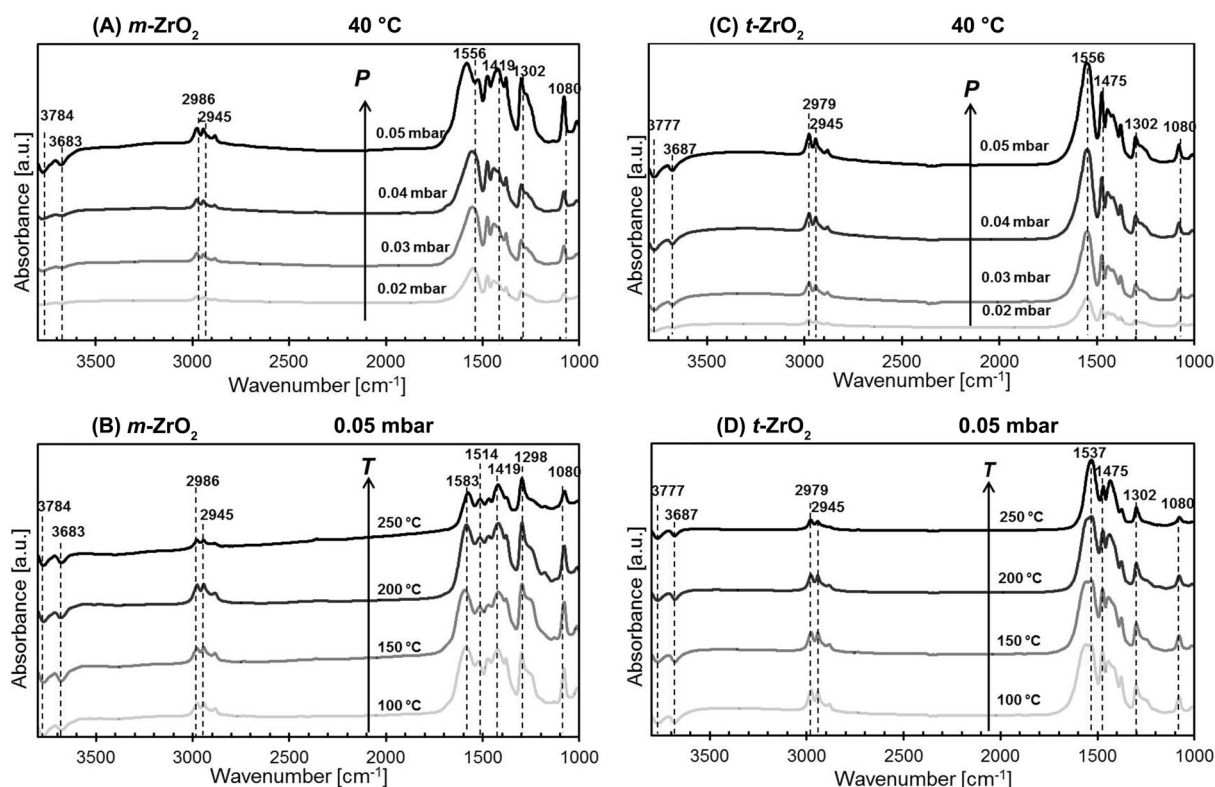 (A) m-ZrO2 40 °C
1556
1419
1302
1080
P
2986
2945
3784
3683
0.05 mbar
0.04 mbar
0.03 mbar
0.02 mbar
Absorbance [a.u.]
3500 3000 2500 2000 1500 1000
Wavenumber [cm-1]
(C) t-ZrO2 40 °C
1556
1475
1302
1080
P
2979
2945
3777
3687
0.05 mbar
0.04 mbar
0.03 mbar
0.02 mbar
Absorbance [a.u.]
3500 3000 2500 2000 1500 1000
Wavenumber [cm-1]
(B) m-ZrO2 0.05 mbar
1514
1583
1419
1298
1080
T
2986
2945
3784
3683
250 °C
200 °C
150 °C
100 °C
Absorbance [a.u.]
3500 3000 2500 2000 1500 1000
Wavenumber [cm-1]
(D) t-ZrO2 0.05 mbar
1537
1475
1302
1080
T
2979
2945
3777
3687
250 °C
200 °C
150 °C
100 °C
Absorbance [a.u.]
3500 3000 2500 2000 1500 1000
Wavenumber [cm-1]